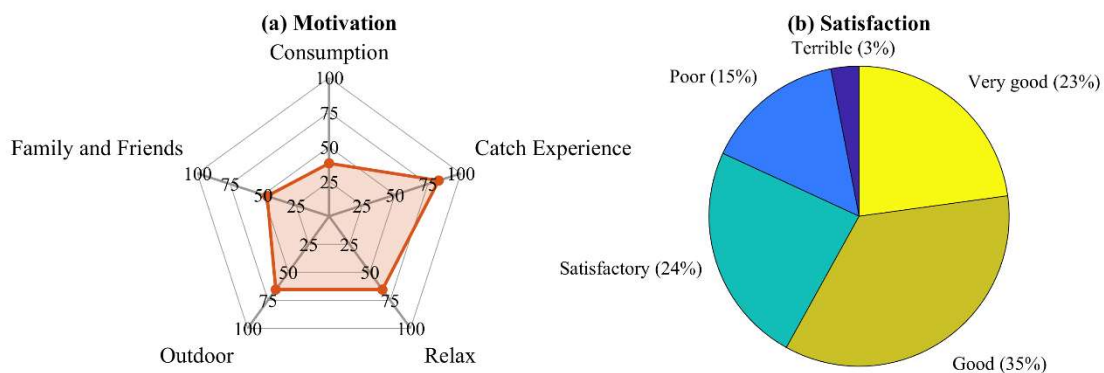 (a) Motivation
Consumption
100
75
50
25
Family and Friends
100
75
50
25
Catch Experience
100
75
50
25
25
50
75
100
Outdoor
25
50
75
100
Relax
(b) Satisfaction
Terrible (3%)
Poor (15%)
Very good (23%)
Satisfactory (24%)
Good (35%)